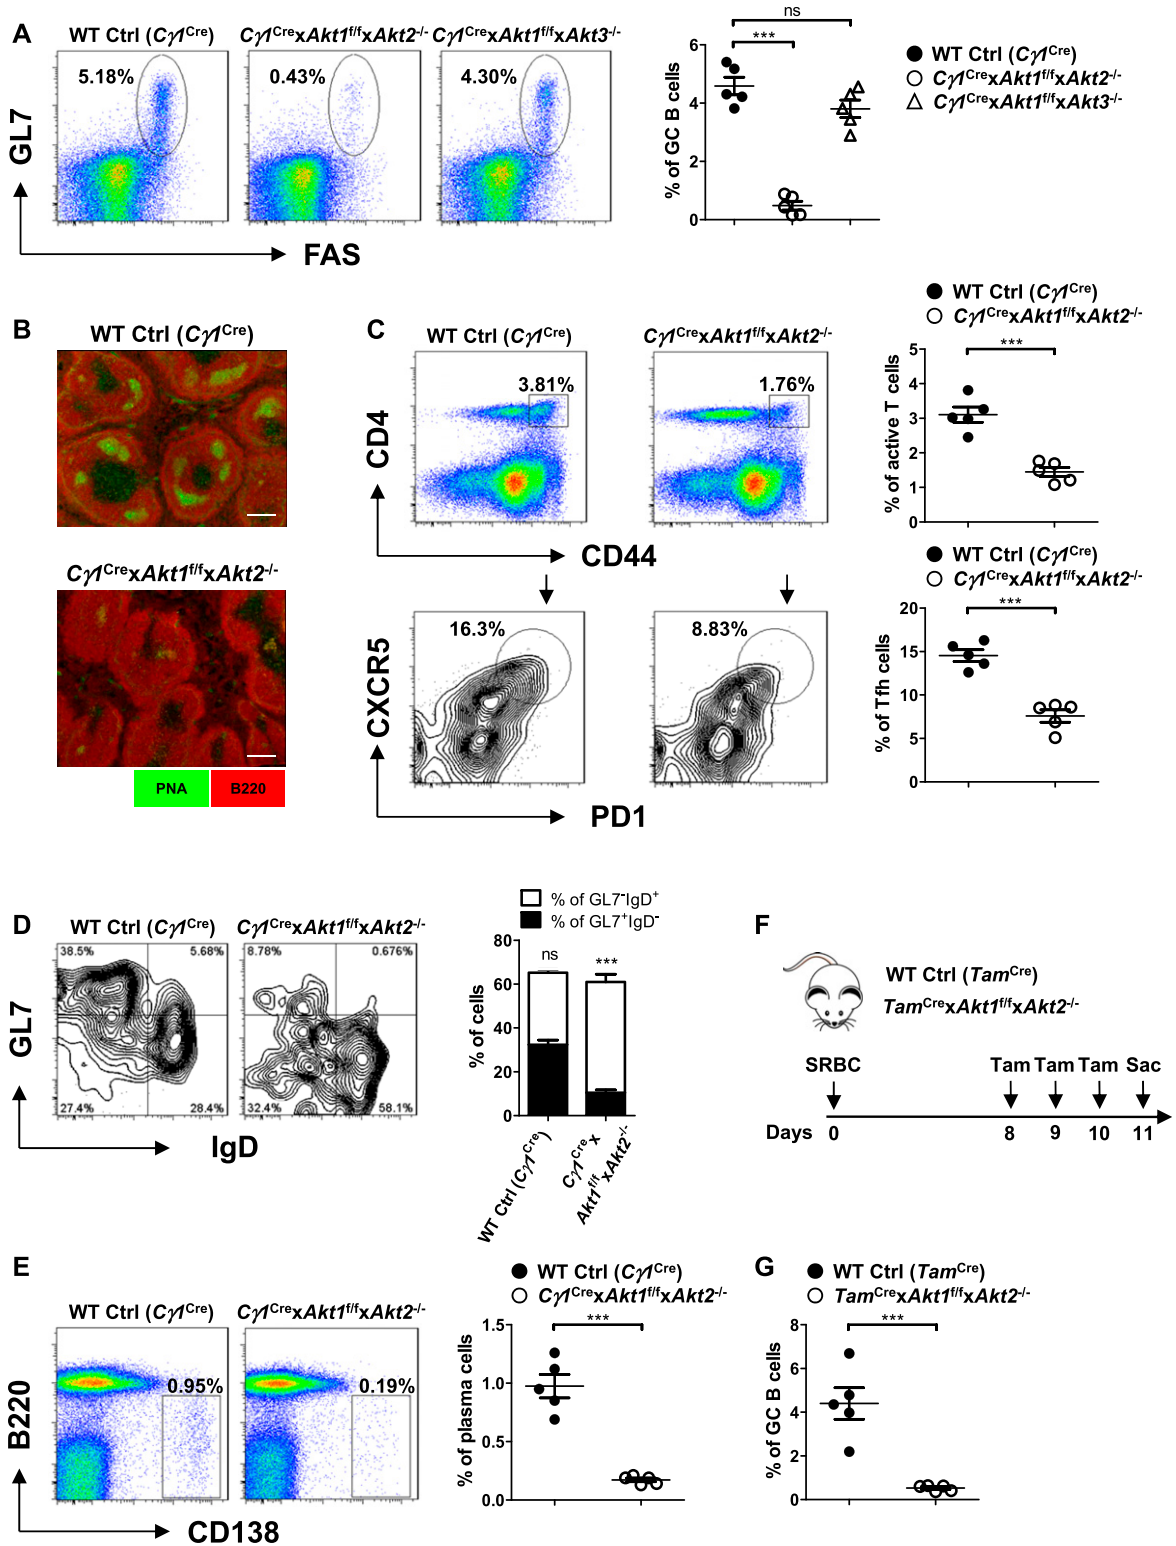 A
WT Ctrl (Cγ1Cre)
Cγ1CrexAkt1f/fxAkt2-/-
Cγ1CrexAkt1f/fxAkt3-/-
5.18%
0.43%
4.30%
GL7
FAS
ns
***
% of GC B cells
6
4
2
0
WT Ctrl (Cγ1Cre)
Cγ1CrexAkt1f/fxAkt2-/-
Cγ1CrexAkt1f/fxAkt3-/-
B
WT Ctrl (Cγ1Cre)
Cγ1CrexAkt1f/fxAkt2-/-
PNA
B220
C
WT Ctrl (Cγ1Cre)
Cγ1CrexAkt1f/fxAkt2-/-
3.81%
1.76%
CD4
CD44
16.3%
8.83%
CXCR5
PD1
WT Ctrl (Cγ1Cre)
Cγ1CrexAkt1f/fxAkt2-/-
***
% of active T cells
5
4
3
2
1
0
WT Ctrl (Cγ1Cre)
Cγ1CrexAkt1f/fxAkt2-/-
***
% of Tfh cells
20
15
10
5
0
D
WT Ctrl (Cγ1Cre)
Cγ1CrexAkt1f/fxAkt2-/-
38.5%
5.68%
27.4%
28.4%
8.78%
0.676%
32.4%
58.1%
GL7
IgD
% of GL7-IgD+
% of GL7+IgD-
ns
***
% of cells
80
60
40
20
0
WT Ctrl (Cγ1Cre)
Cγ1Crex
Akt1f/fxAkt2-/-
F
WT Ctrl (TamCre)
TamCrexAkt1f/fxAkt2-/-
SRBC
Tam Tam Tam Sac
Days 0 8 9 10 11
E
WT Ctrl (Cγ1Cre)
Cγ1CrexAkt1f/fxAkt2-/-
0.95%
0.19%
B220
CD138
WT Ctrl (Cγ1Cre)
Cγ1CrexAkt1f/fxAkt2-/-
***
% of plasma cells
1.5
1.0
0.5
0.0
G
WT Ctrl (TamCre)
TamCrexAkt1f/fxAkt2-/-
***
% of GC B cells
8
6
4
2
0